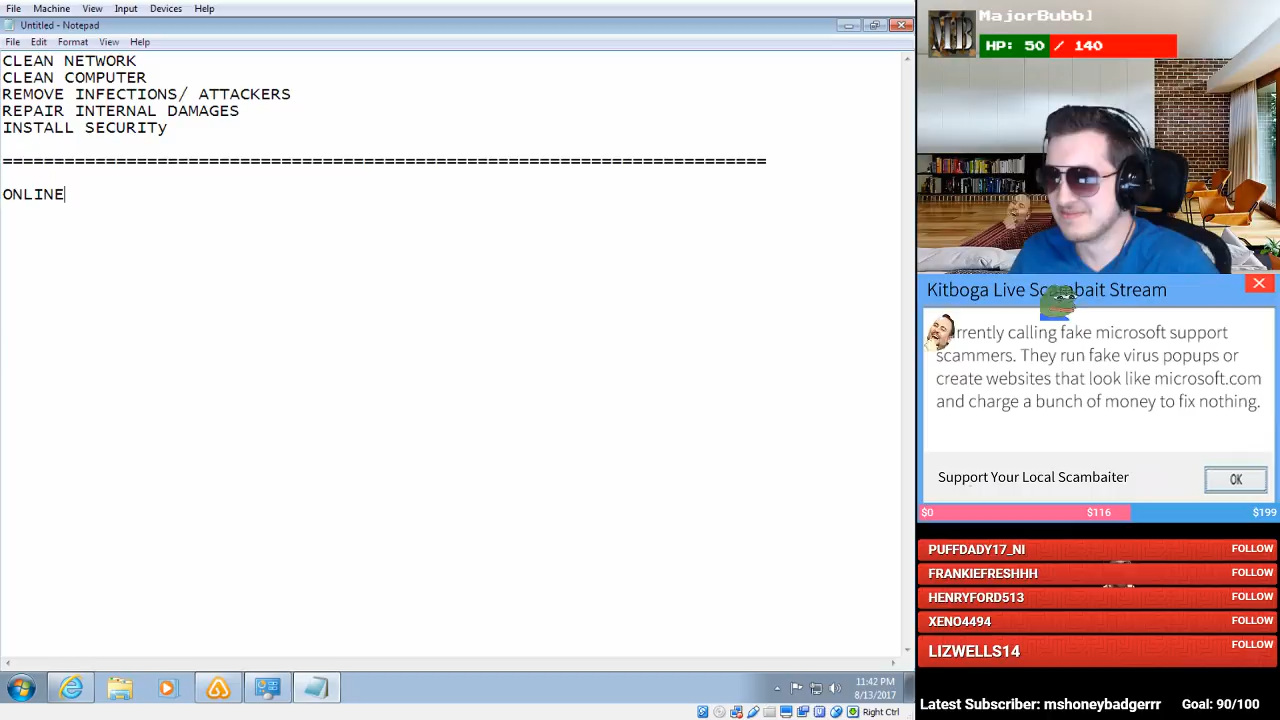 File Machine View Input Devices Help
Untitled - Notepad
File Edit Format View Help
CLEAN NETWORK
CLEAN COMPUTER
REMOVE INFECTIONS/ ATTACKERS
REPAIR INTERNAL DAMAGES
INSTALL SECURITy
==========================================================================
ONLINE
11:42 PM
8/13/2017
Right Ctrl
MajorBubb]
MB
HP: 50 / 140
Kitboga Live Scambait Stream
rrently calling fake microsoft support
scammers. They run fake virus popups or
create websites that look like microsoft.com
and charge a bunch of money to fix nothing.
Support Your Local Scambaiter
OK
$0 $116 $199
PUFFDADY17_NI FOLLOW
FRANKIEFRESHHH FOLLOW
HENRYFORD513 FOLLOW
XENO4494 FOLLOW
LIZWELLS14 FOLLOW
Latest Subscriber: mshoneybadgerrr Goal: 90/100